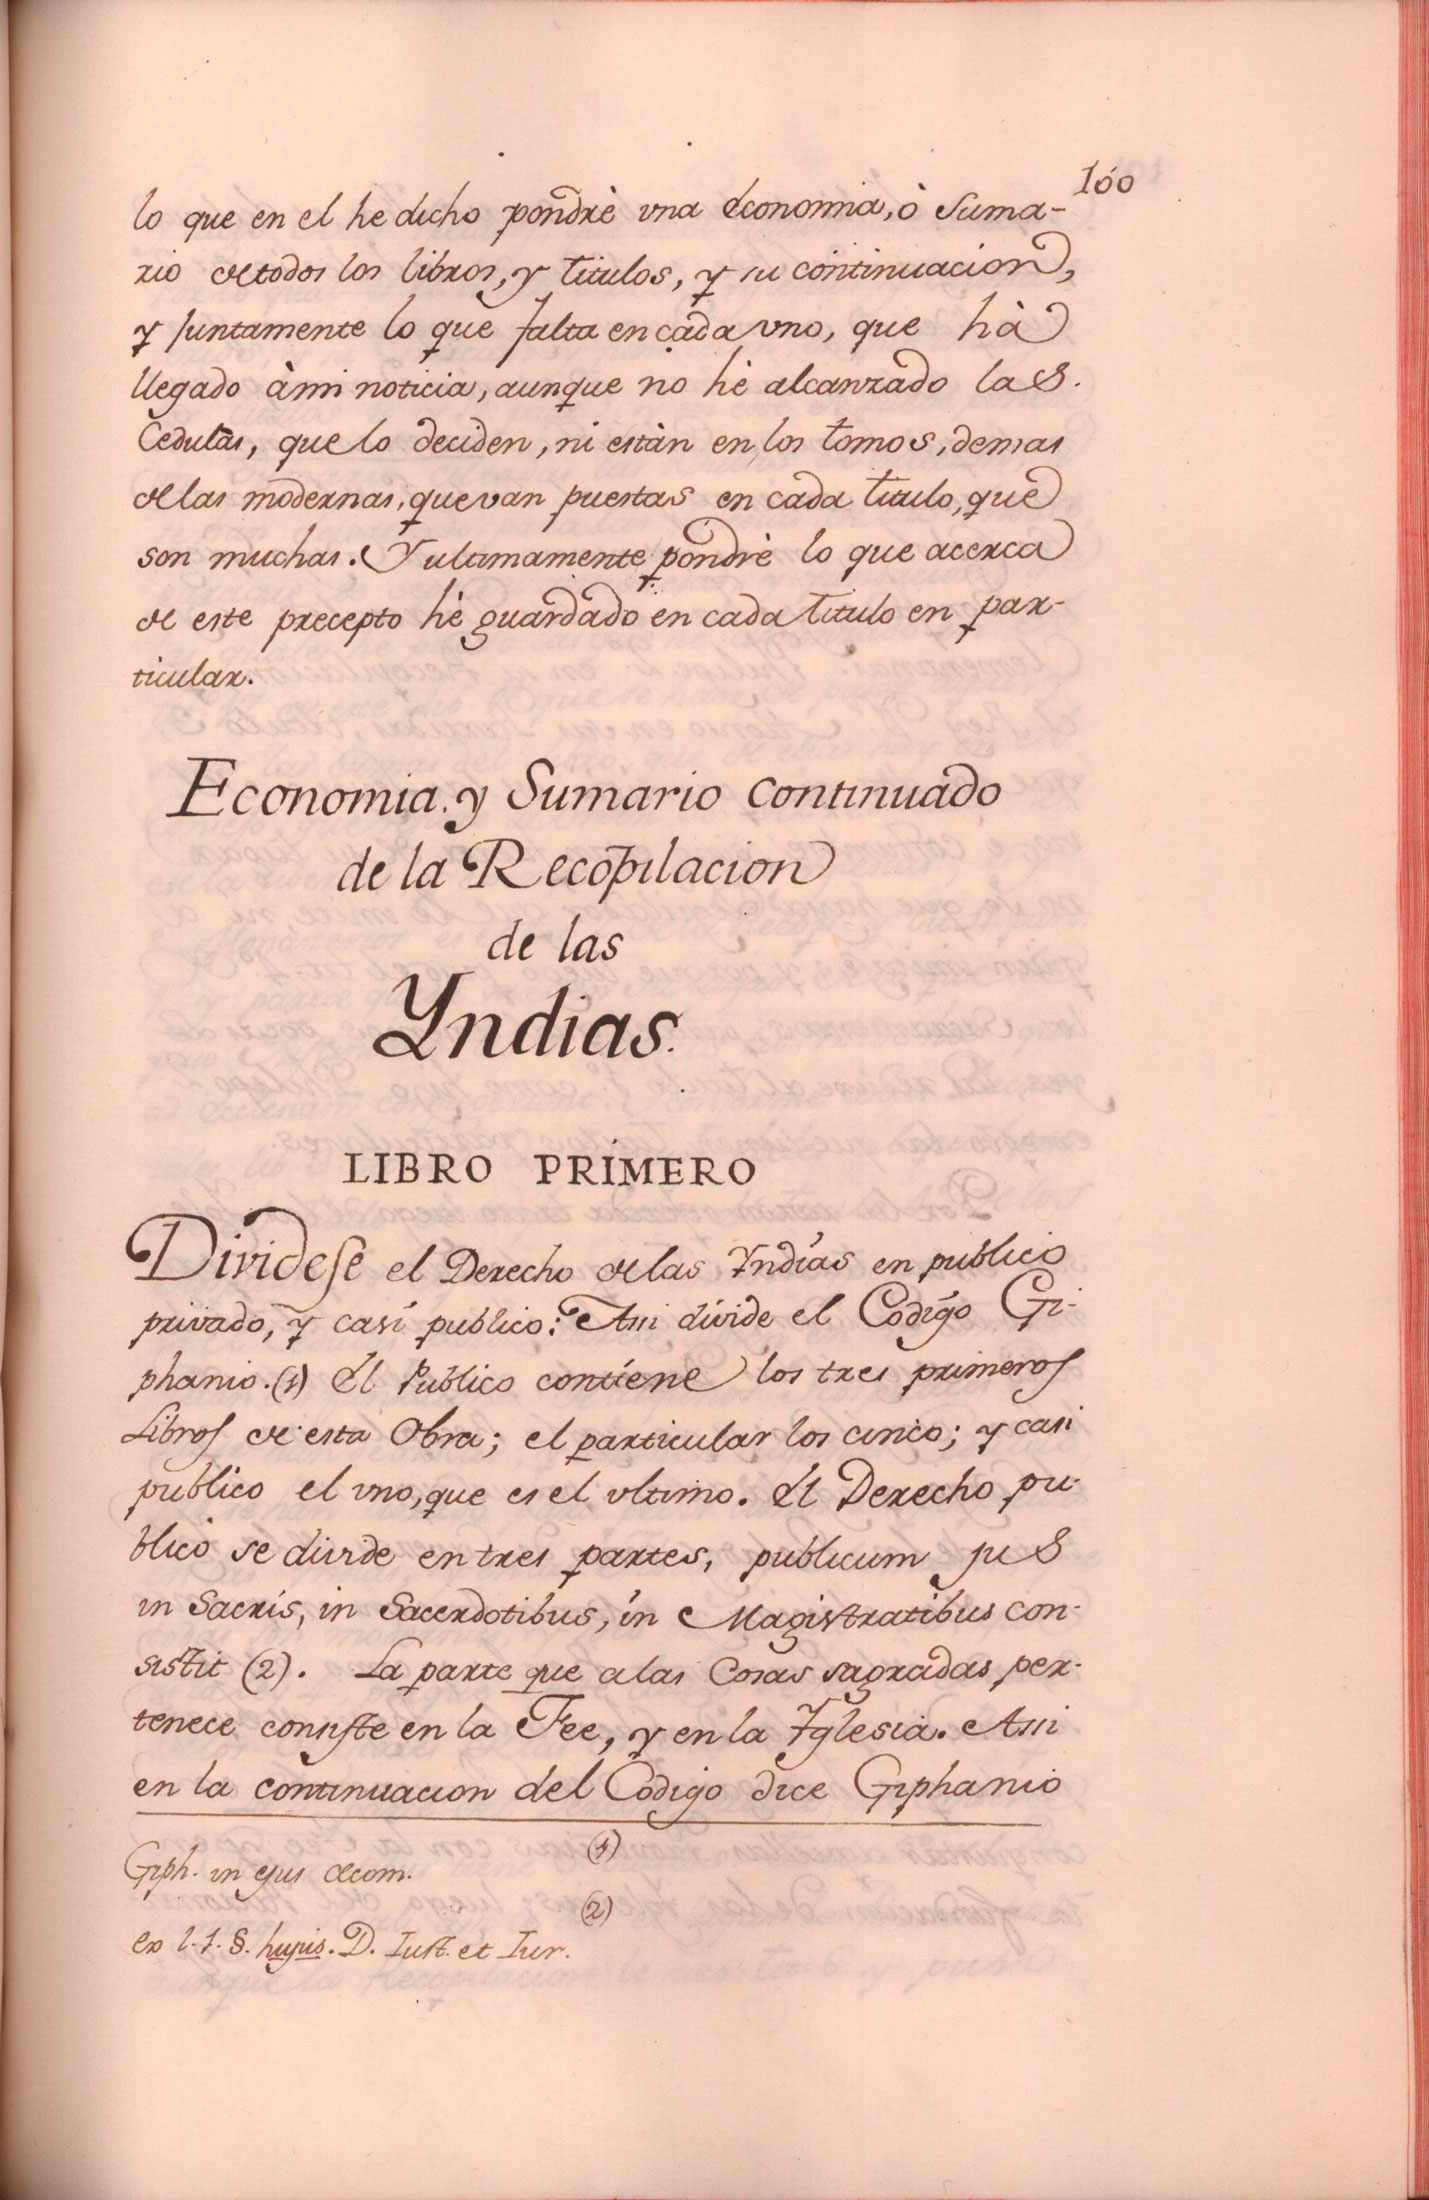 160
lo que en el he dicho pondrè vna economia, ò suma-
rio de todos los libros, y titulos, y su continuacion,
y juntamente lo que falta en cada vno, que hà
llegado à mi noticia, aunque no hè alcanzado las
Cedulas, que lo deciden, ni estàn en los tomos, demas
de las modernas, que van puestas en cada titulo, que
son muchas. Y ultimamente pondrè lo que acerca
de este precepto hè guardado en cada titulo en par-
ticular.
Economia. y Sumario continuado
de la Recopilacion
de las
Yndias.
LIBRO PRIMERO
Dividese el Derecho de las Yndias en publico
privado, y casi publico: Assi divide el Codigo Gi-
phanio. (1) El Publico contiene los tres primeros
Libros de esta Obra; el particular los cinco; y casi
publico el vno, que es el vltimo. El Derecho pu-
blico se divide en tres partes, publicum jus
in Sacris, in Sacerdotibus, in Magistratibus con-
sistit (2). La parte que a las Cosas sagradas per-
tenece consiste en la Fee, y en la Yglesia. Assi
en la continuacion del Codigo dice Giphanio
(1)
Giph. in ejus œcom.
(2)
ex l. 1. §. hujus. D. Iust. et Iur.